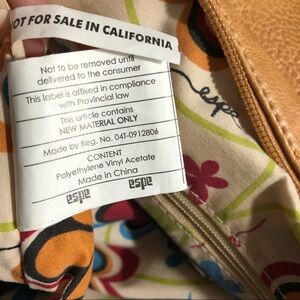 NOT FOR SALE IN CALIFORNIA
Not to be removed until
delivered to the consumer
This label is affixed in compliance
with Provincial law
This article contains
NEW MATERIAL ONLY
Made by Reg. No. 04T-0912806
CONTENT
Polyethylene Vinyl Acetate
Made in China
espe espe
espe